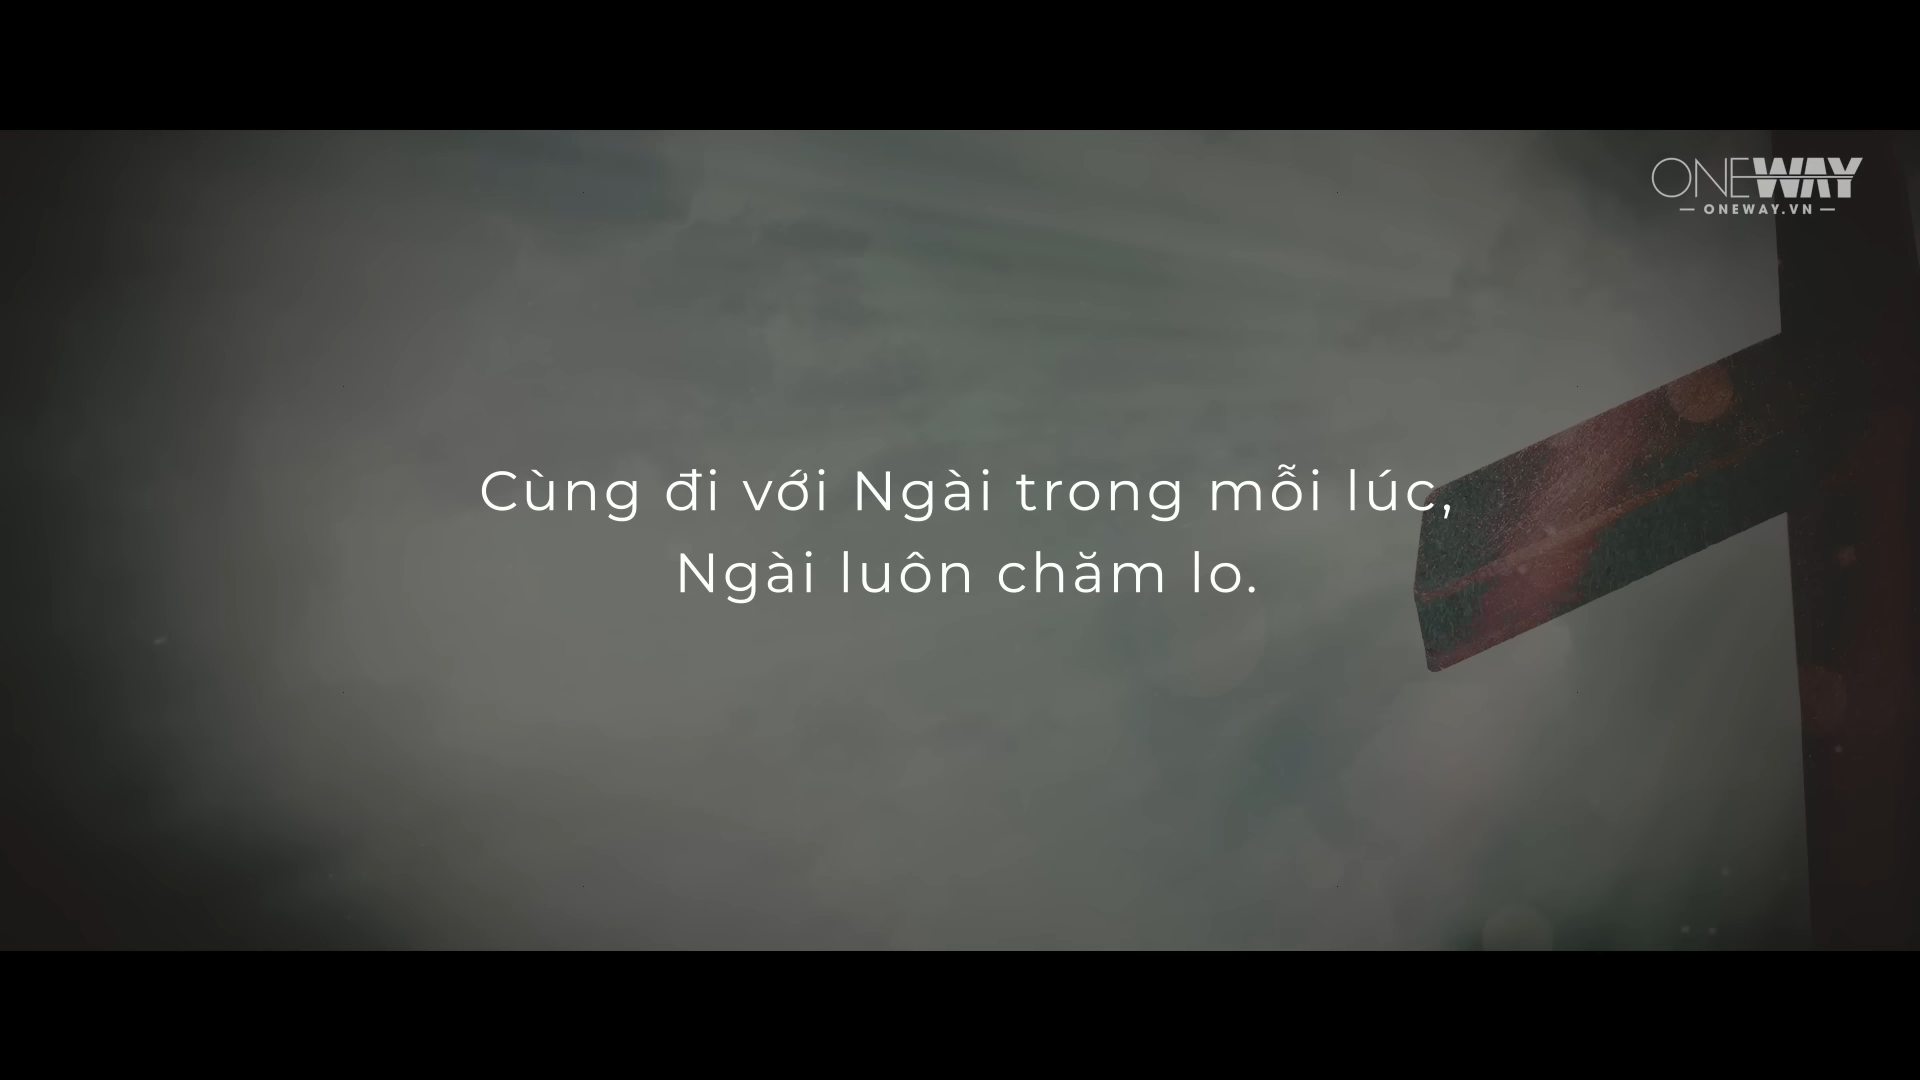 ONEWAY
— ONEWAY.VN —
Cùng đi với Ngài trong mỗi lúc,
Ngài luôn chăm lo.